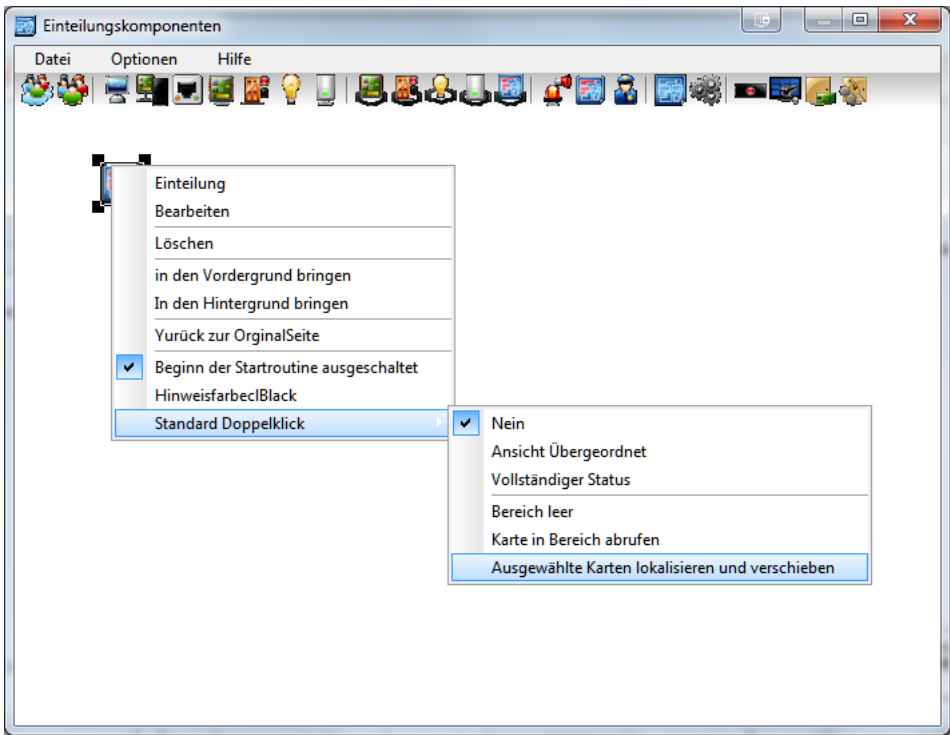 Einteilungskomponenten
Datei Optionen Hilfe
Einteilung
Bearbeiten
Löschen
in den Vordergrund bringen
In den Hintergrund bringen
Yurück zur OrginalSeite
Beginn der Startroutine ausgeschaltet
HinweisfarbeclBlack
Standard Doppelklick
Nein
Ansicht Übergeordnet
Vollständiger Status
Bereich leer
Karte in Bereich abrufen
Ausgewählte Karten lokalisieren und verschieben